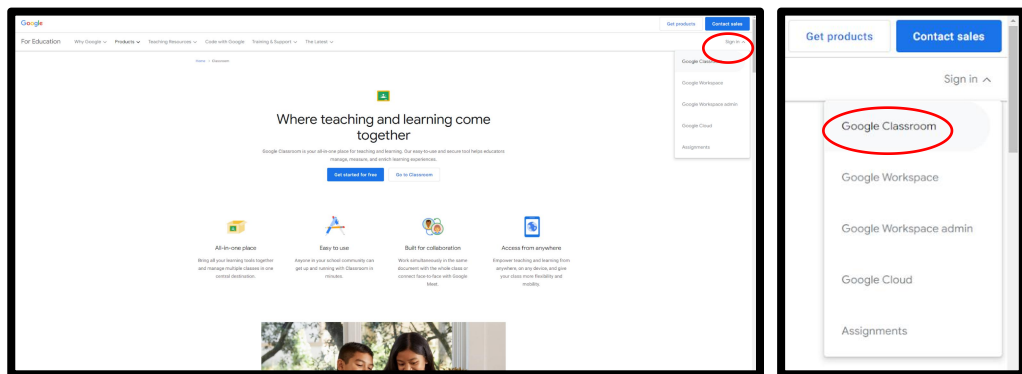 Google
Get products
Contact sales
For Education
Why Google
Products
Teaching Resources
Code with Google
Training & Support
The Latest
Sign in
Home > Classroom
Google Classroom
Google Workspace
Google Workspace admin
Google Cloud
Assignments
Where teaching and learning come
together
Google Classroom is your all-in-one place for teaching and learning. Our easy-to-use and secure tool helps educators
manage, measure, and enrich learning experiences.
Get started for free
Go to Classroom
All-in-one place
Bring all your learning tools together
and manage multiple classes in one
central destination.
Easy to use
Anyone in your school community can
get up and running with Classroom in
minutes.
Built for collaboration
Work simultaneously in the same
document with the whole class or
connect face-to-face with Google
Meet.
Access from anywhere
Empower teaching and learning from
anywhere, on any device, and give
your class more flexibility and
mobility.
Get products
Contact sales
Sign in
Google Classroom
Google Workspace
Google Workspace admin
Google Cloud
Assignments